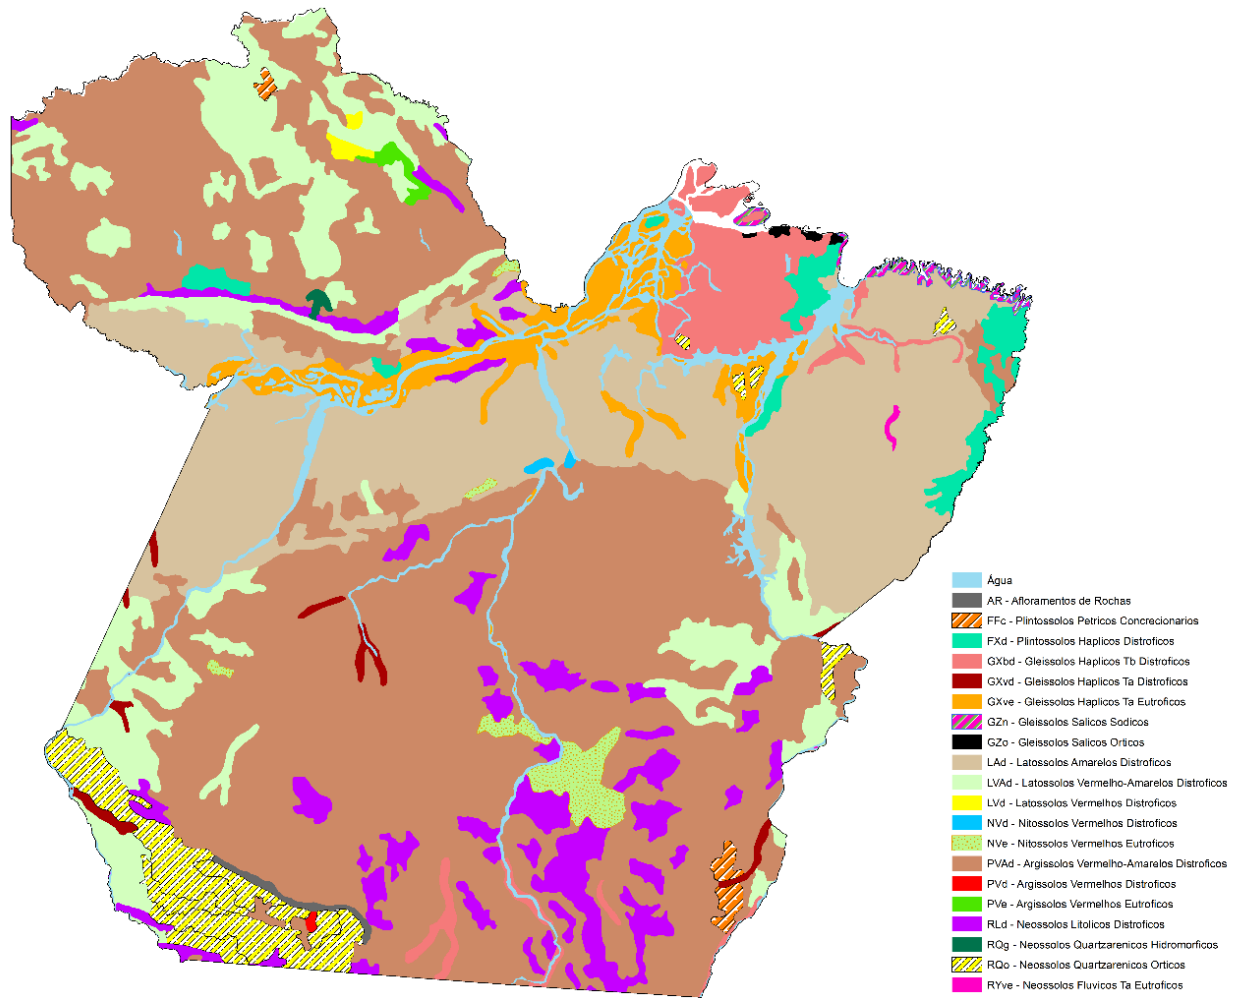 Água
AR - Afloramentos de Rochas
FFc - Plintossolos Petricos Concrecionarios
FXd - Plintossolos Haplicos Distroficos
GXbd - Gleissolos Haplicos Tb Distroficos
GXvd - Gleissolos Haplicos Ta Distroficos
GXve - Gleissolos Haplicos Ta Eutroficos
GZn - Gleissolos Salicos Sodicos
GZo - Gleissolos Salicos Orticos
LAd - Latossolos Amarelos Distroficos
LVAd - Latossolos Vermelho-Amarelos Distroficos
LVd - Latossolos Vermelhos Distroficos
NVd - Nitossolos Vermelhos Distroficos
NVe - Nitossolos Vermelhos Eutroficos
PVAd - Argissolos Vermelho-Amarelos Distroficos
PVd - Argissolos Vermelhos Distroficos
PVe - Argissolos Vermelhos Eutroficos
RLd - Neossolos Litolicos Distroficos
RQg - Neossolos Quartzarenicos Hidromorficos
RQo - Neossolos Quartzarenicos Orticos
RYve - Neossolos Fluvicos Ta Eutroficos